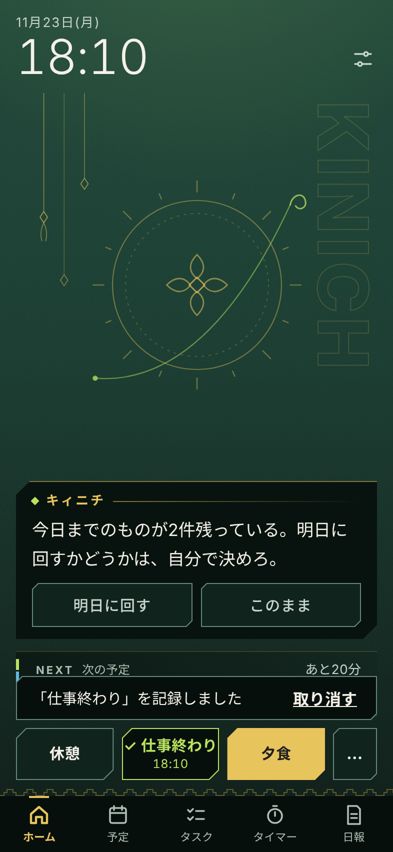 11月23日(月)
18:10
KINICH
キィニチ
今日までのものが2件残っている。明日に
回すかどうかは、自分で決めろ。
明日に回す
このまま
NEXT 次の予定 あと20分
「仕事終わり」を記録しました 取り消す
休憩
✓ 仕事終わり
18:10
夕食
…
ホーム 予定 タスク タイマー 日報